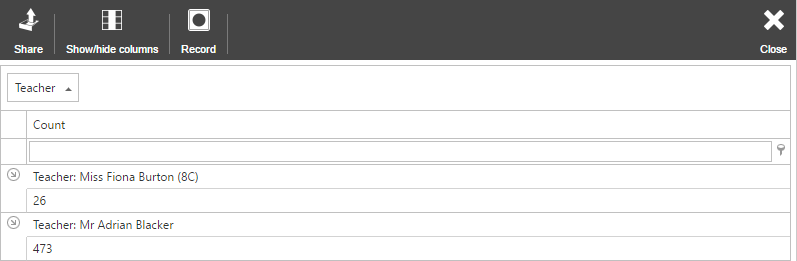 Share Show/hide columns Record Close
Teacher
Count
Teacher: Miss Fiona Burton (8C)
26
Teacher: Mr Adrian Blacker
473